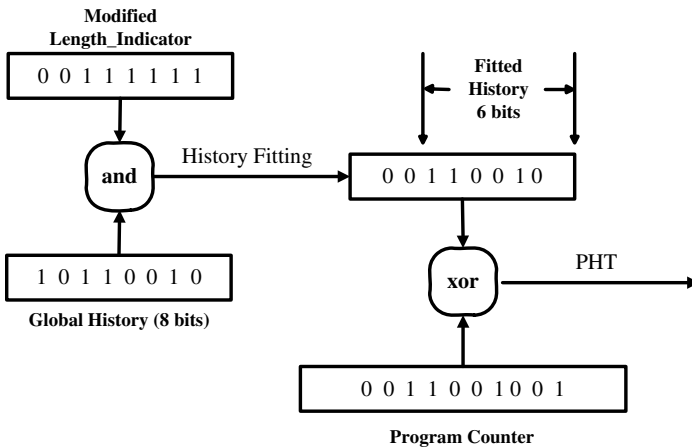 Modified
Length_Indicator
0 0 1 1 1 1 1 1
and
History Fitting
1 0 1 1 0 0 1 0
Global History (8 bits)
Fitted
History
6 bits
0 0 1 1 0 0 1 0
xor
PHT
0 0 1 1 0 0 1 0 0 1
Program Counter